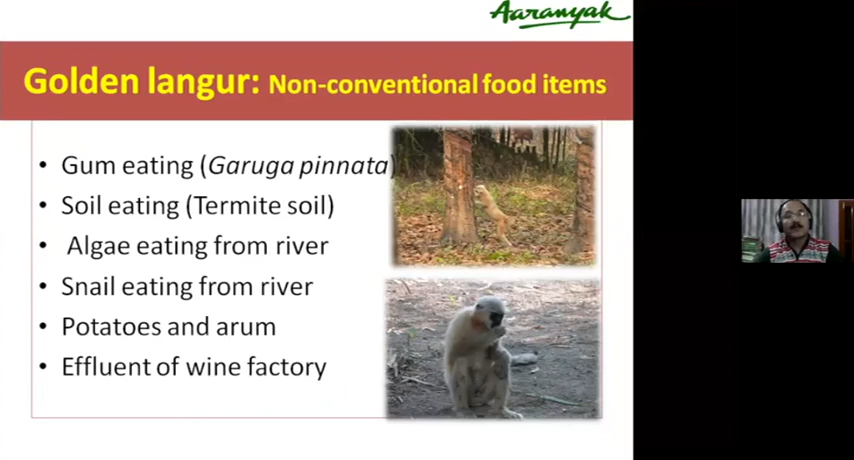 Aaranyak
Golden langur: Non-conventional food items
• Gum eating (Garuga pinnata)
• Soil eating (Termite soil)
• Algae eating from river
• Snail eating from river
• Potatoes and arum
• Effluent of wine factory